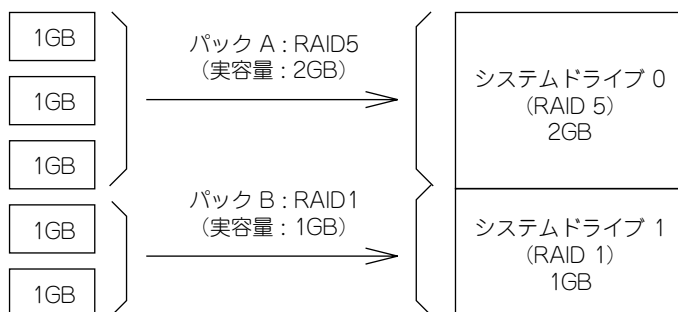 1GB
1GB
1GB
1GB
1GB
パック A : RAID5
（実容量 : 2GB）
パック B : RAID1
（実容量 : 1GB）
システムドライブ 0
（RAID 5）
2GB
システムドライブ 1
（RAID 1）
1GB